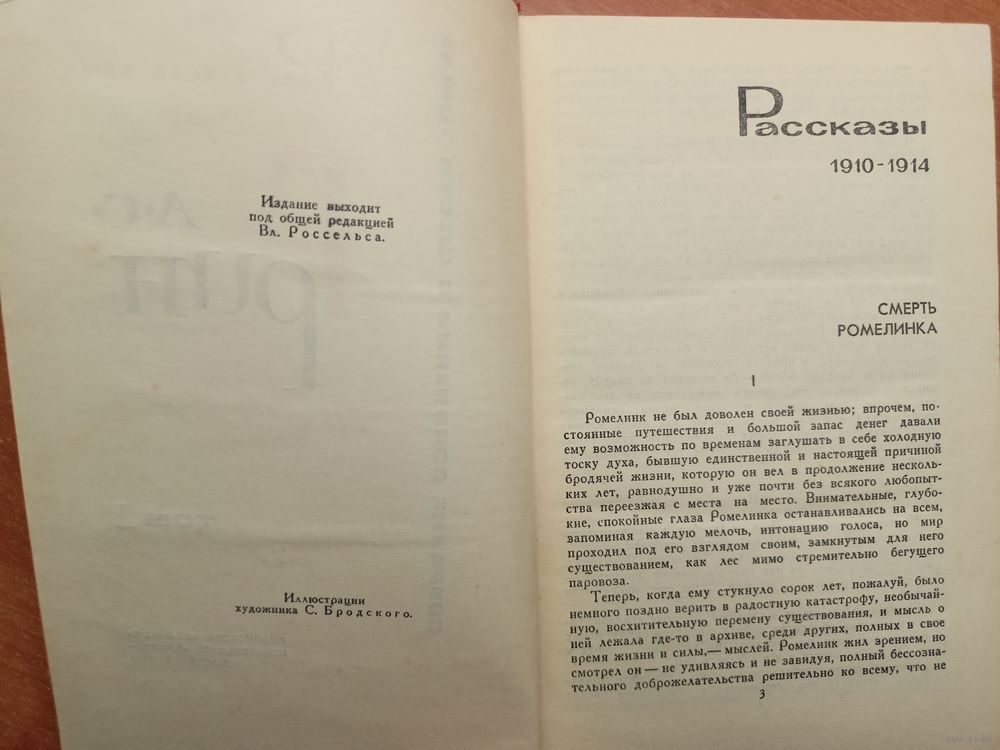 Издание выходит
под общей редакцией
Вл. Россельса.
Иллюстрации
художника С. Бродского.
Рассказы
1910-1914
СМЕРТЬ
РОМЕЛИНКА
1
Ромелинк не был доволен своей жизнью; впрочем, по-
стоянные путешествия и большой запас денег давали
ему возможность по временам заглушать в себе холодную
тоску духа, бывшую единственной и настоящей причиной
бродячей жизни, которую он вел в продолжение несколь-
ких лет, равнодушно и уже почти без всякого любопыт-
ства переезжая с места на место. Внимательные, глубо-
кие, спокойные глаза Ромелинка останавливались на всем,
запоминая каждую мелочь, интонацию голоса, но мир
проходил под его взглядом своим, замкнутым для него
существованием, как лес мимо стремительно бегущего
паровоза.
Теперь, когда ему стукнуло сорок лет, пожалуй, было
немного поздно верить в радостную катастрофу, необычай-
ную, восхитительную перемену существования, и мысль о
ней лежала где-то в архиве, среди других, полных в свое
время жизни и силы,— мыслей. Ромелинк жил зрением, но
смотрел он — не удивляясь и не завидуя, полный бессозна-
тельного доброжелательства решительно ко всему, что не
3